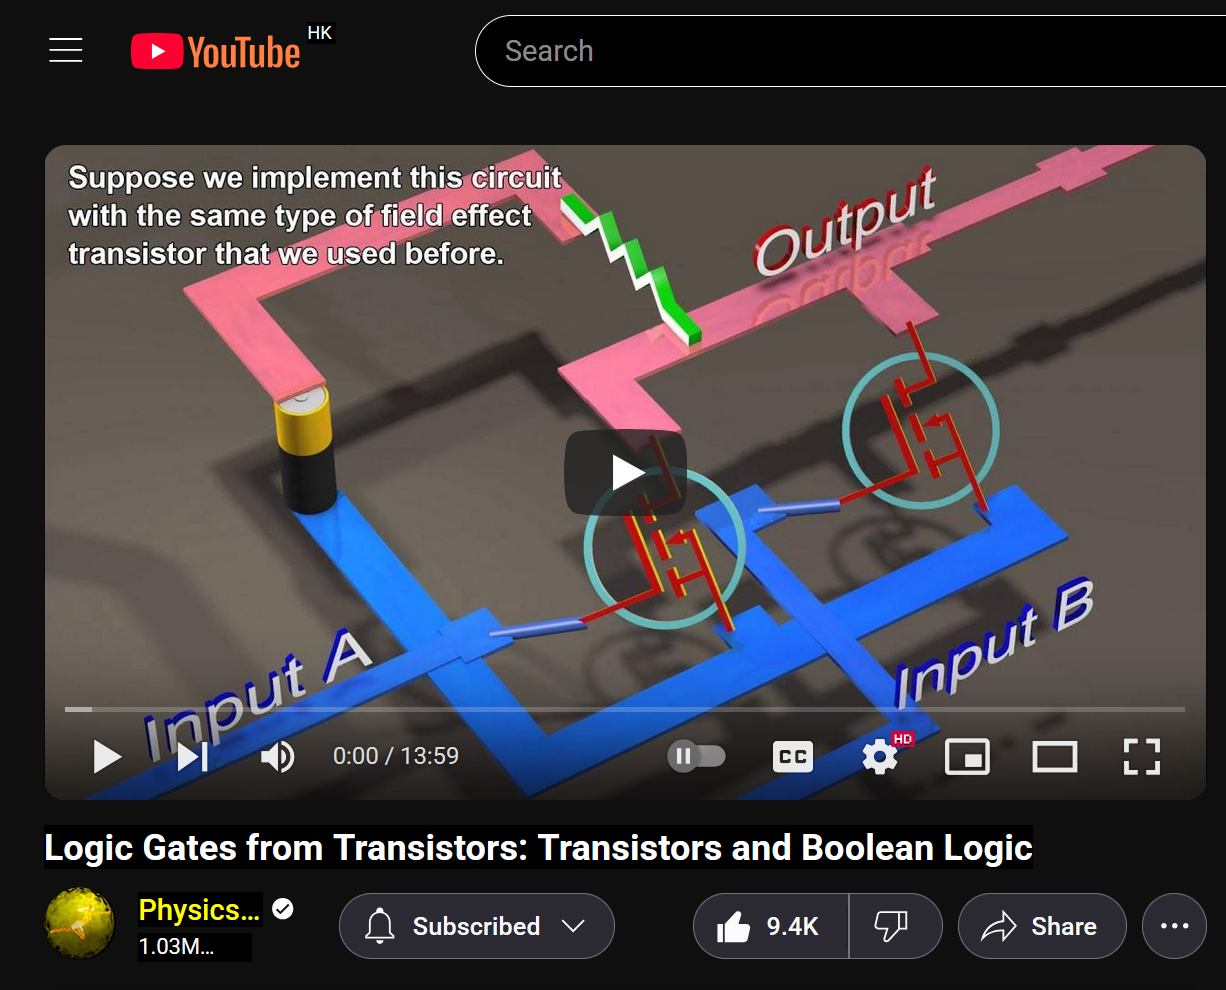 YouTube HK
Search
Suppose we implement this circuit
with the same type of field effect
transistor that we used before.
Output
Input A
Input B
0:00 / 13:59
CC
HD
Logic Gates from Transistors: Transistors and Boolean Logic
Physics...
1.03M...
Subscribed
9.4K
Share